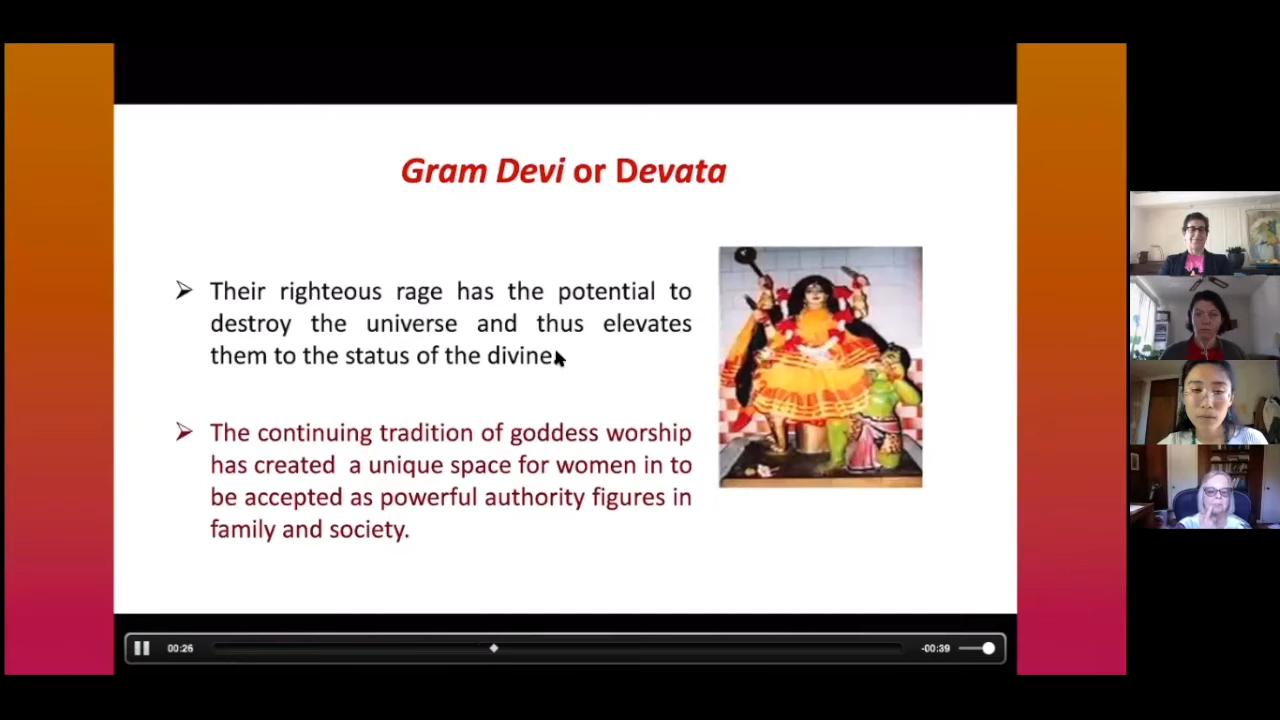 Gram Devi or Devata
➢ Their righteous rage has the potential to
destroy the universe and thus elevates
them to the status of the divine.
➢ The continuing tradition of goddess worship
has created a unique space for women in to
be accepted as powerful authority figures in
family and society.
00:26
-00:39